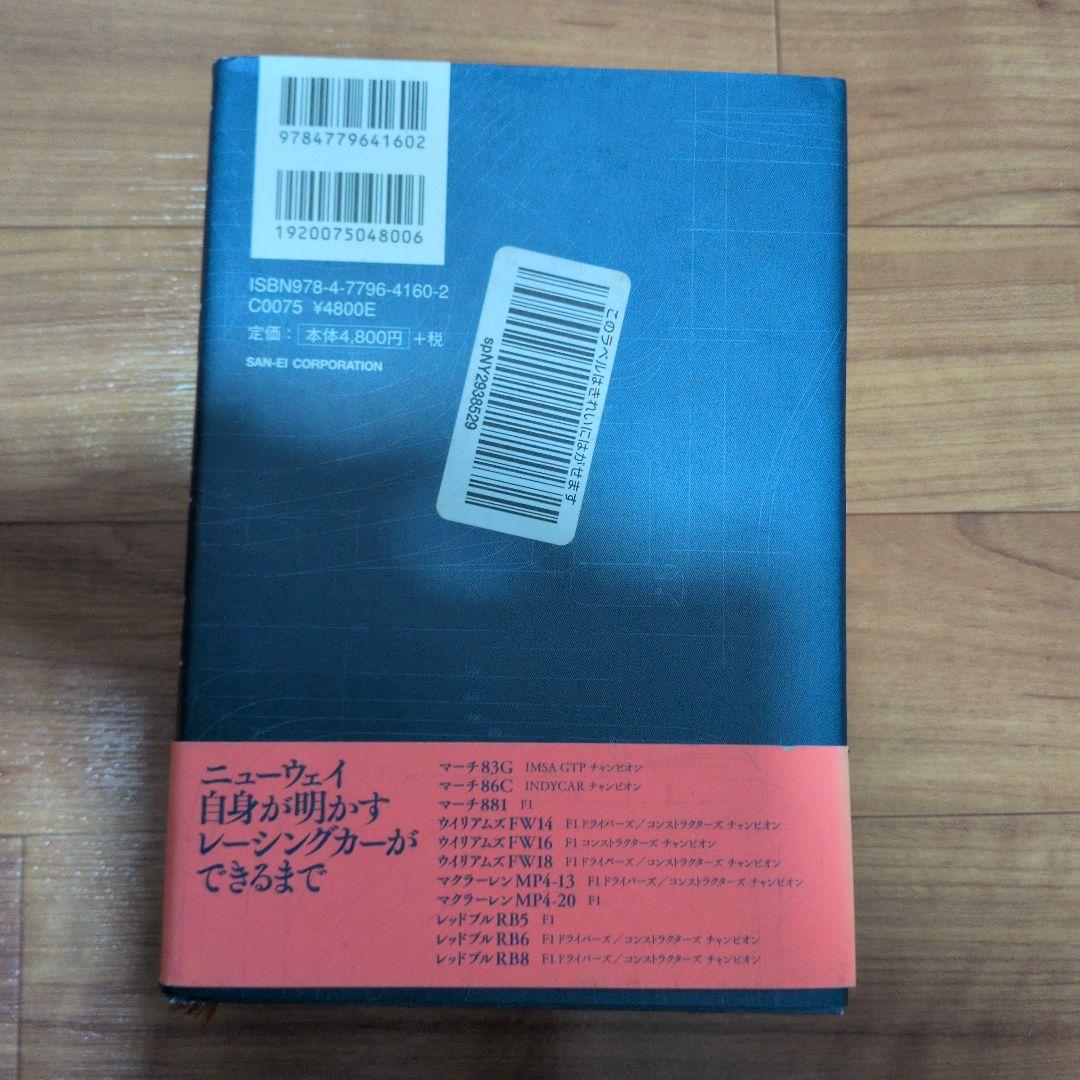 9784779641602
1920075048006
ISBN978-4-7796-4160-2
C0075 ¥4800E
定価： 本体4,800円 +税
SAN-EI CORPORATION
このラベルはきれいにはがせます
spNY2938529
ニューウェイ
自身が明かす
レーシングカーが
できるまで
マーチ83G IMSA GTP チャンピオン
マーチ86C INDYCAR チャンピオン
マーチ881 F1
ウイリアムズFW14 F1ドライバーズ／コンストラクターズ チャンピオン
ウイリアムズFW16 F1コンストラクターズ チャンピオン
ウイリアムズFW18 F1ドライバーズ／コンストラクターズ チャンピオン
マクラーレンMP4-13 F1ドライバーズ／コンストラクターズ チャンピオン
マクラーレンMP4-20 F1
レッドブルRB5 F1
レッドブルRB6 F1ドライバーズ／コンストラクターズ チャンピオン
レッドブルRB8 F1ドライバーズ／コンストラクターズ チャンピオン